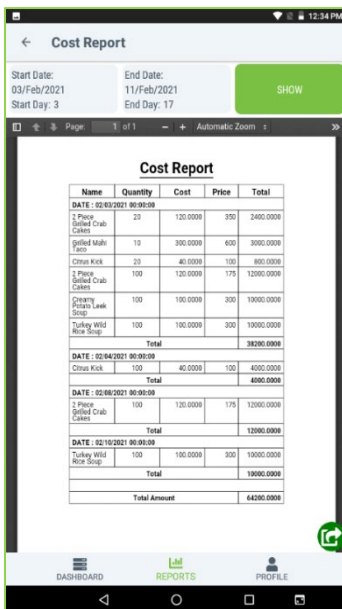 12:34 PM
Cost Report
Start Date: End Date:
03/Feb/2021 11/Feb/2021 SHOW
Start Day: 3 End Day: 17
Page: 1 of 1 − + Automatic Zoom
Cost Report
Name Quantity Cost Price Total
DATE : 02/03/2021 00:00:00
2 Piece Grilled Crab Cakes 20 120.0000 350 2400.0000
Grilled Mahi Taco 10 300.0000 600 3000.0000
Citrus Kick 20 40.0000 100 800.0000
2 Piece Grilled Crab Cakes 100 120.0000 175 12000.0000
Creamy Potato Leek Soup 100 100.0000 300 10000.0000
Turkey Wild Rice Soup 100 100.0000 300 10000.0000
Total 38200.0000
DATE : 02/04/2021 00:00:00
Citrus Kick 100 40.0000 100 4000.0000
Total 4000.0000
DATE : 02/08/2021 00:00:00
2 Piece Grilled Crab Cakes 100 120.0000 175 12000.0000
Total 12000.0000
DATE : 02/10/2021 00:00:00
Turkey Wild Rice Soup 100 100.0000 300 10000.0000
Total 10000.0000
Total Amount 64200.0000
DASHBOARD REPORTS PROFILE